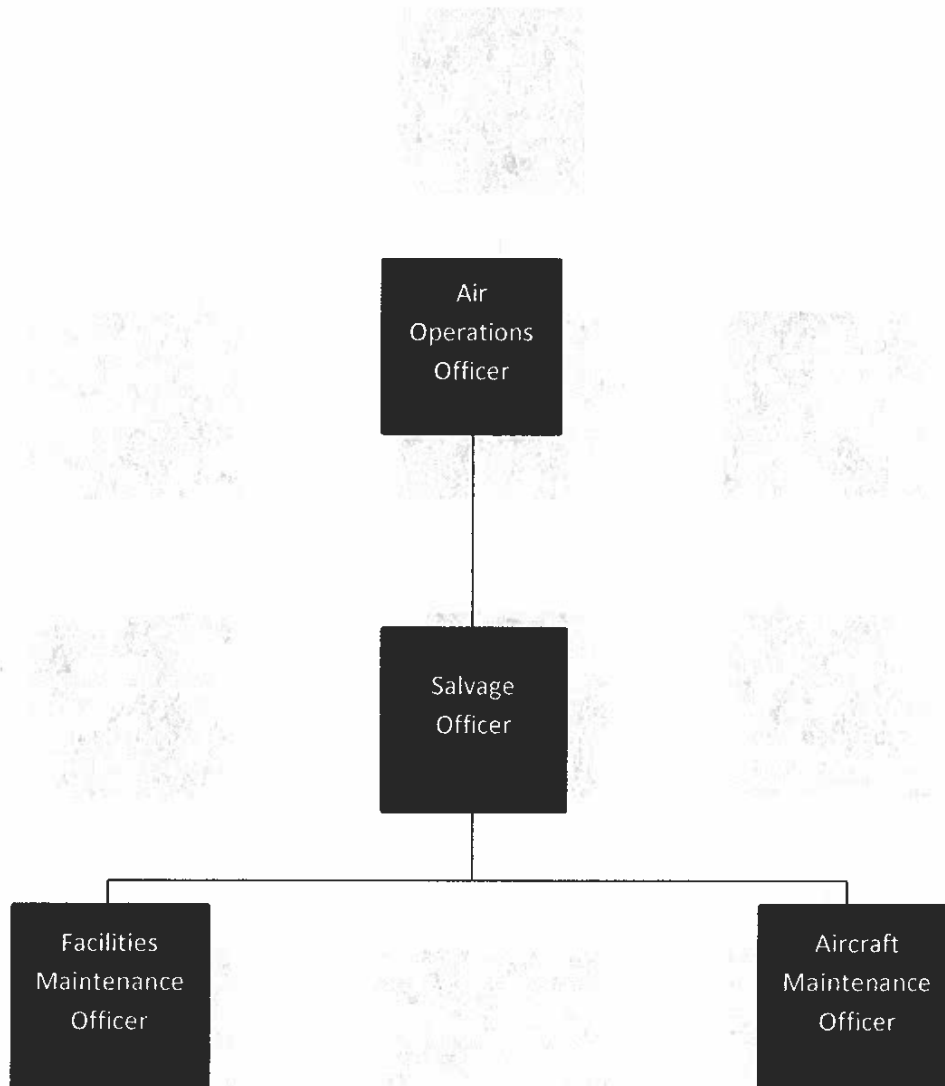 Air
Operations
Officer
Salvage
Officer
Facilities
Maintenance
Officer
Aircraft
Maintenance
Officer